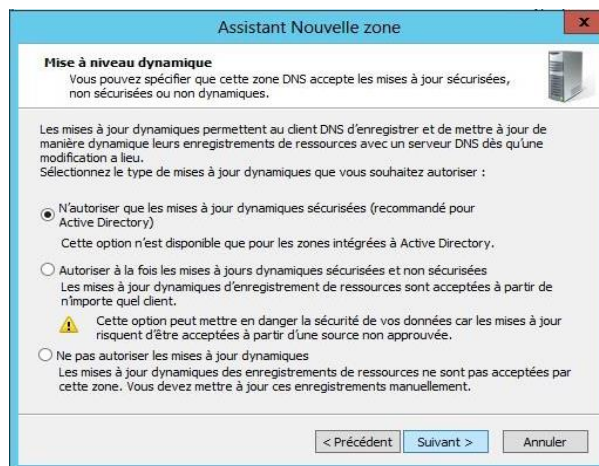 Assistant Nouvelle zone
x
Mise à niveau dynamique
Vous pouvez spécifier que cette zone DNS accepte les mises à jour sécurisées,
non sécurisées ou non dynamiques.
Les mises à jour dynamiques permettent au client DNS d'enregistrer et de mettre à jour de
manière dynamique leurs enregistrements de ressources avec un serveur DNS dès qu'une
modification a lieu.
Sélectionnez le type de mises à jour dynamiques que vous souhaitez autoriser :
N'autoriser que les mises à jour dynamiques sécurisées (recommandé pour
Active Directory)
Cette option n'est disponible que pour les zones intégrées à Active Directory.
Autoriser à la fois les mises à jours dynamiques sécurisées et non sécurisées
Les mises à jour dynamiques d'enregistrement de ressources sont acceptées à partir de
n'importe quel client.
Cette option peut mettre en danger la sécurité de vos données car les mises à jour
risquent d'être acceptées à partir d'une source non approuvée.
Ne pas autoriser les mises à jour dynamiques
Les mises à jour dynamiques des enregistrements de ressources ne sont pas acceptées par
cette zone. Vous devez mettre à jour ces enregistrements manuellement.
< Précédent Suivant > Annuler